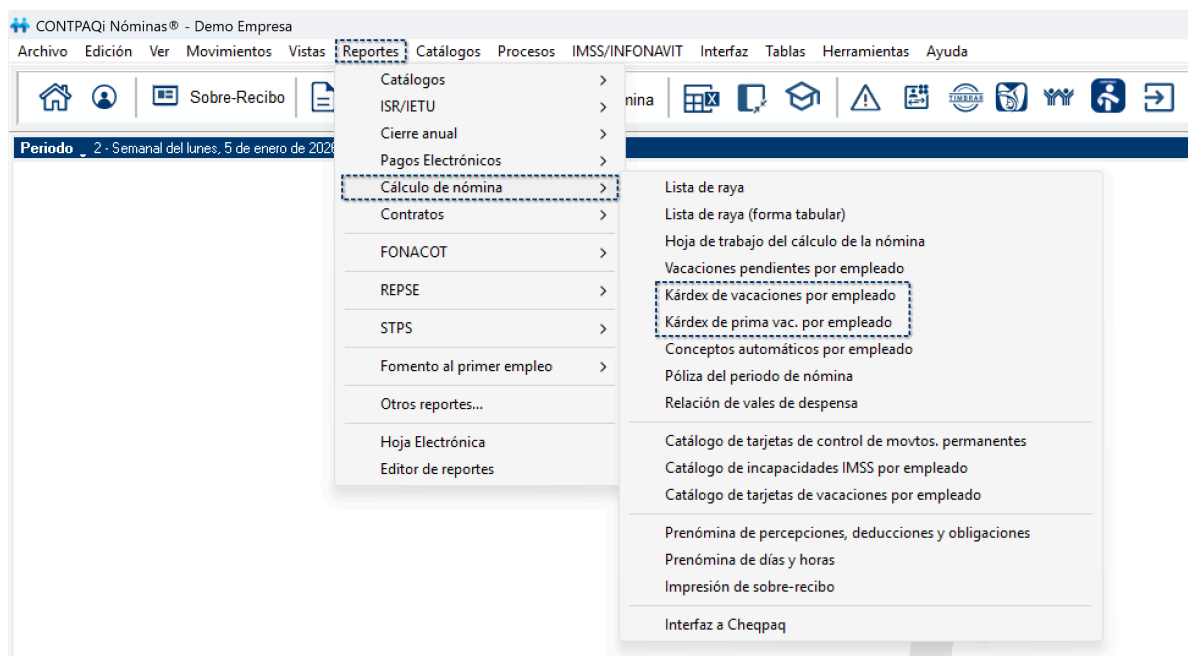 CONTPAQi Nóminas® - Demo Empresa
Archivo Edición Ver Movimientos Vistas Reportes Catálogos Procesos IMSS/INFONAVIT Interfaz Tablas Herramientas Ayuda
Sobre-Recibo
TIMBRAR
Periodo 2 - Semanal del lunes, 5 de enero de 2026
Catálogos
ISR/IETU
Cierre anual
Pagos Electrónicos
Cálculo de nómina
Contratos
FONACOT
REPSE
STPS
Fomento al primer empleo
Otros reportes...
Hoja Electrónica
Editor de reportes
Lista de raya
Lista de raya (forma tabular)
Hoja de trabajo del cálculo de la nómina
Vacaciones pendientes por empleado
Kárdex de vacaciones por empleado
Kárdex de prima vac. por empleado
Conceptos automáticos por empleado
Póliza del periodo de nómina
Relación de vales de despensa
Catálogo de tarjetas de control de movtos. permanentes
Catálogo de incapacidades IMSS por empleado
Catálogo de tarjetas de vacaciones por empleado
Prenómina de percepciones, deducciones y obligaciones
Prenómina de días y horas
Impresión de sobre-recibo
Interfaz a Cheqpaq